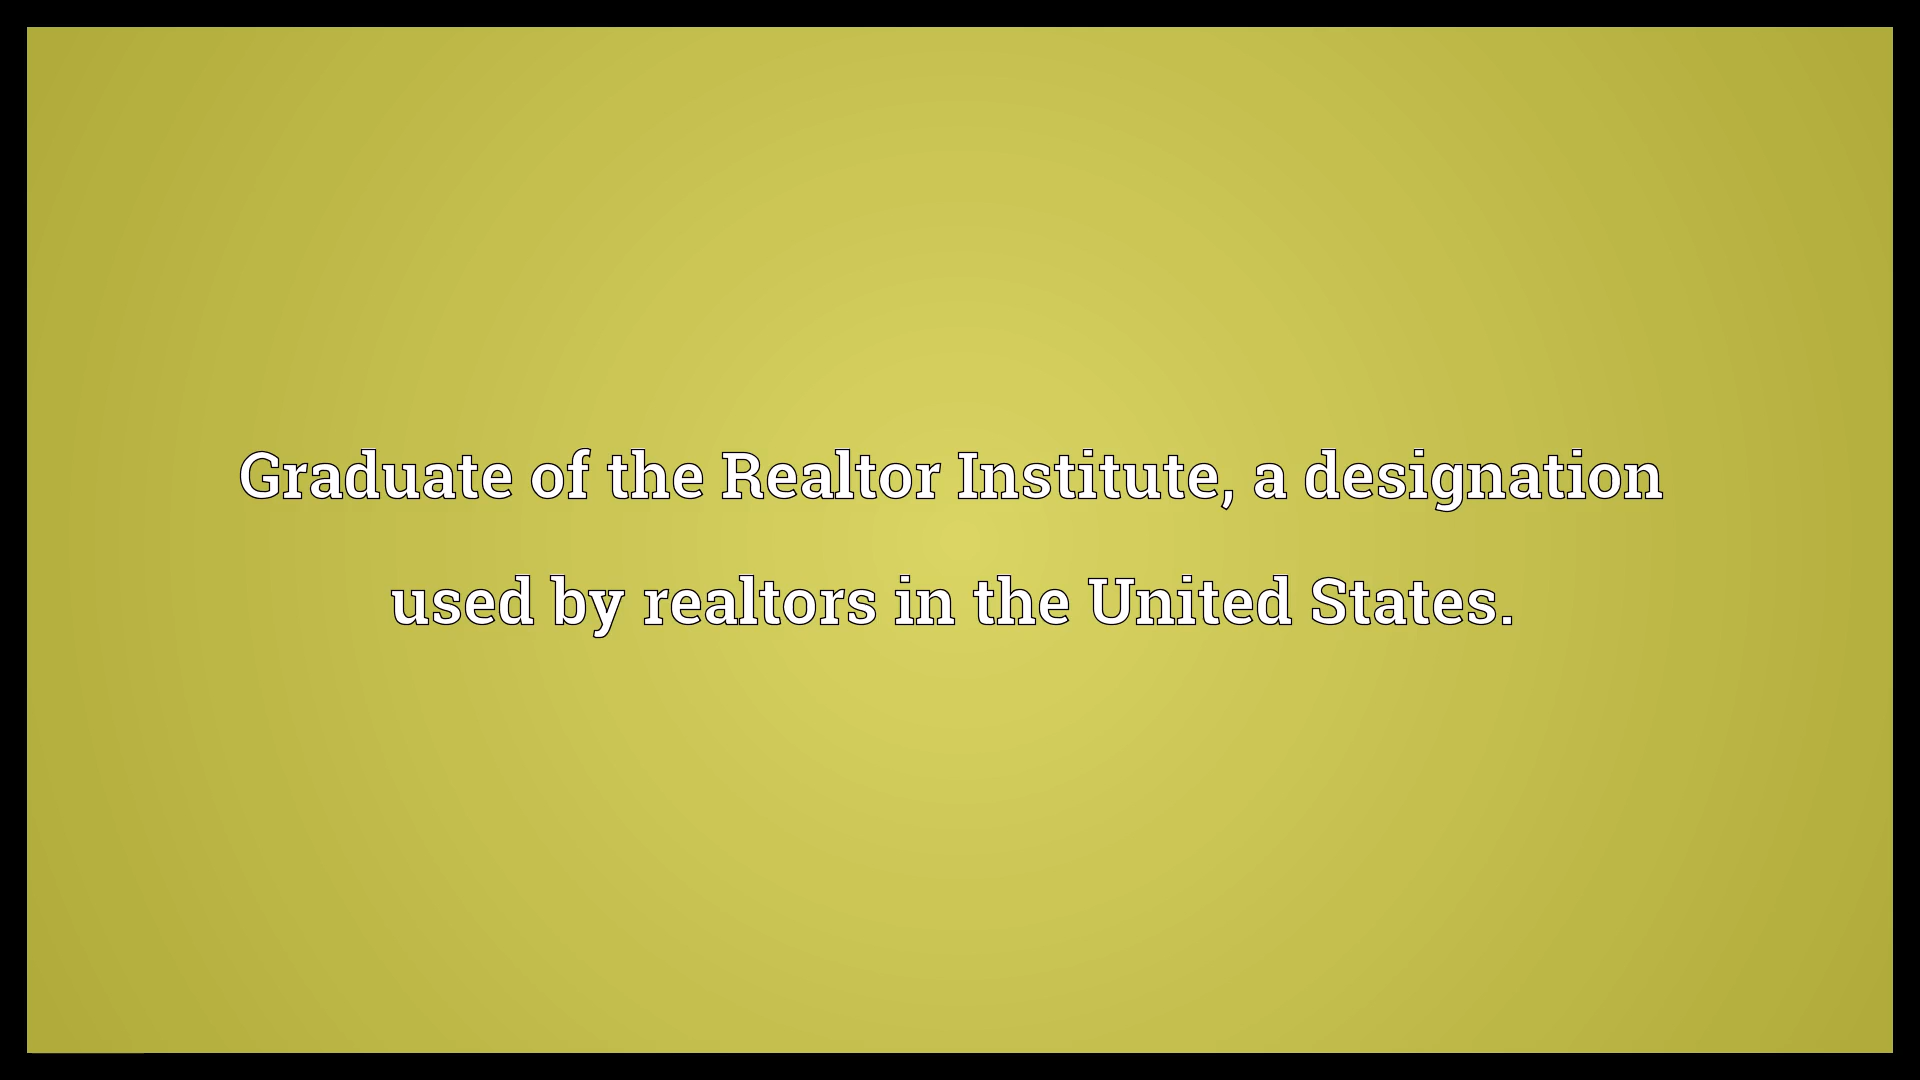 Graduate of the Realtor Institute, a designation
used by realtors in the United States.